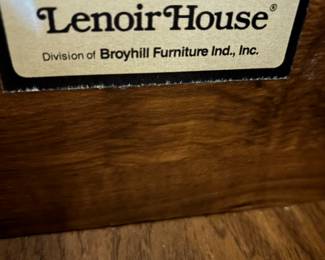 Lenoir House®
Division of Broyhill Furniture Ind., Inc.